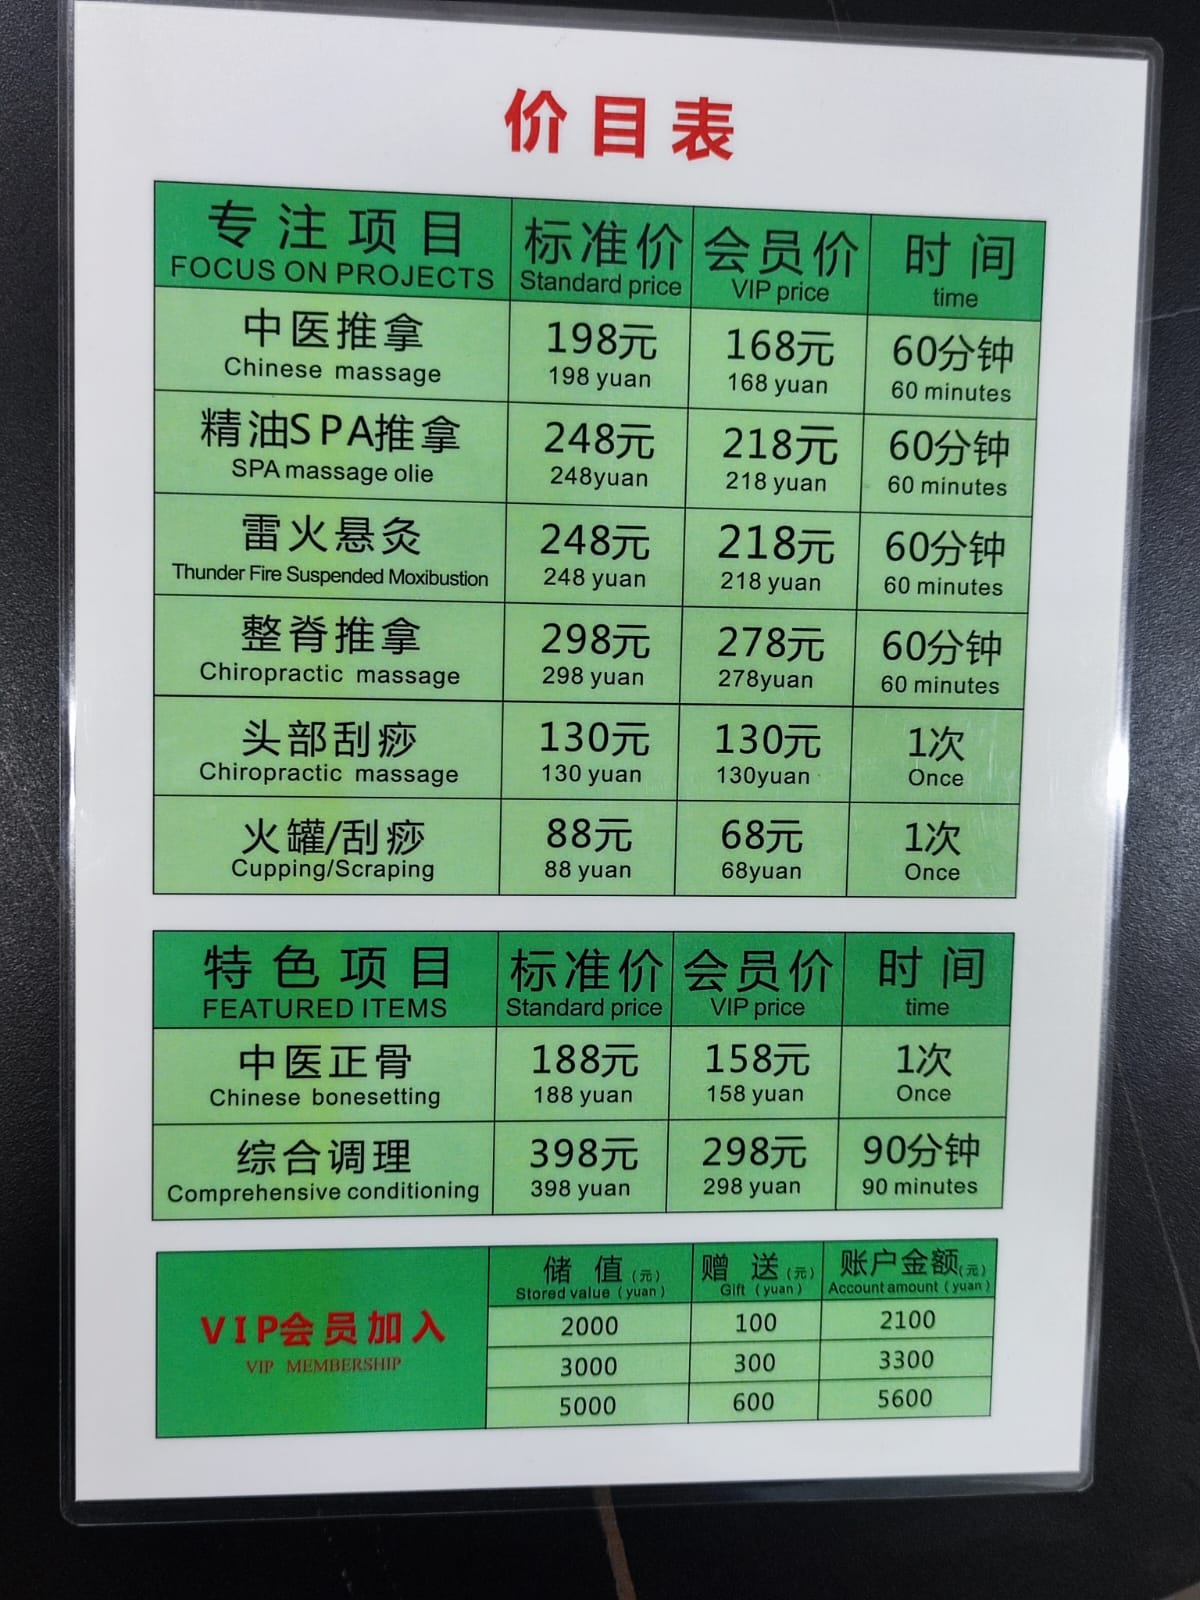 价目表
专注项目 标准价 会员价 时间
FOCUS ON PROJECTS Standard price VIP price time
中医推拿 198元 168元 60分钟
Chinese massage 198 yuan 168 yuan 60 minutes
精油SPA推拿 248元 218元 60分钟
SPA massage olie 248yuan 218 yuan 60 minutes
雷火悬灸 248元 218元 60分钟
Thunder Fire Suspended Moxibustion 248 yuan 218 yuan 60 minutes
整脊推拿 298元 278元 60分钟
Chiropractic massage 298 yuan 278yuan 60 minutes
头部刮痧 130元 130元 1次
Chiropractic massage 130 yuan 130yuan Once
火罐/刮痧 88元 68元 1次
Cupping/Scraping 88 yuan 68yuan Once
特色项目 标准价 会员价 时间
FEATURED ITEMS Standard price VIP price time
中医正骨 188元 158元 1次
Chinese bonesetting 188 yuan 158 yuan Once
综合调理 398元 298元 90分钟
Comprehensive conditioning 398 yuan 298 yuan 90 minutes
储值(元) 赠送(元) 账户金额(元)
Stored value (yuan) Gift (yuan) Account amount (yuan)
VIP会员加入
VIP MEMBERSHIP
2000 100 2100
3000 300 3300
5000 600 5600